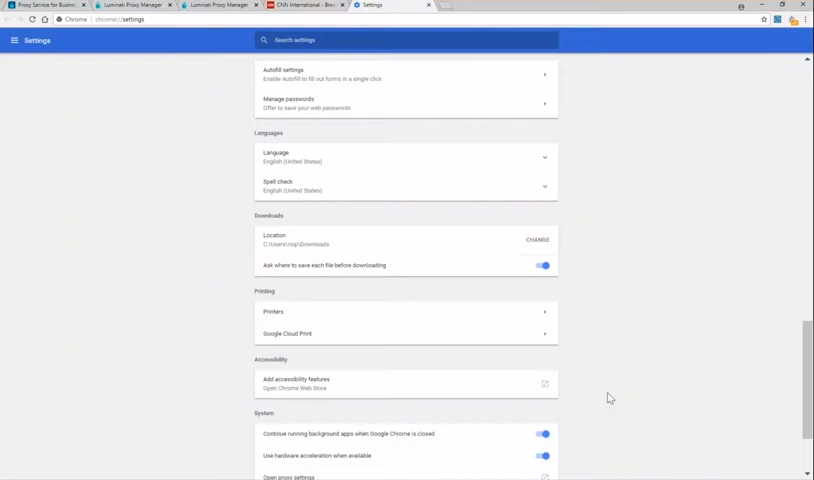 Proxy Service for Busine
Luminati Proxy Manager
Luminati Proxy Manager
CNN International - Brea
Settings
Chrome | chrome://settings
Settings
Search settings
Autofill settings
Enable Autofill to fill out forms in a single click
Manage passwords
Offer to save your web passwords
Languages
Language
English (United States)
Spell check
English (United States)
Downloads
Location
C:\Users\roip\Downloads
CHANGE
Ask where to save each file before downloading
Printing
Printers
Google Cloud Print
Accessibility
Add accessibility features
Open Chrome Web Store
System
Continue running background apps when Google Chrome is closed
Use hardware acceleration when available
Open proxy settings